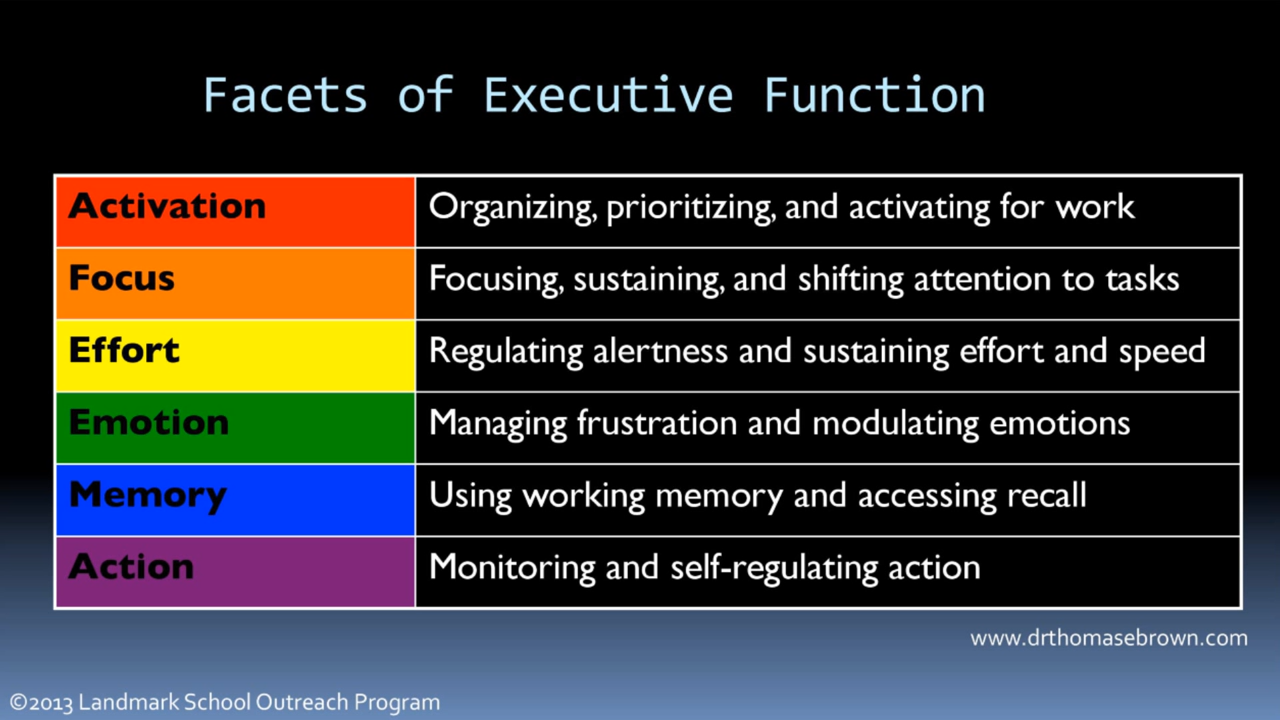 Facets of Executive Function
Activation
Organizing, prioritizing, and activating for work
Focus
Focusing, sustaining, and shifting attention to tasks
Effort
Regulating alertness and sustaining effort and speed
Emotion
Managing frustration and modulating emotions
Memory
Using working memory and accessing recall
Action
Monitoring and self-regulating action
www.drthomasebrown.com
©2013 Landmark School Outreach Program